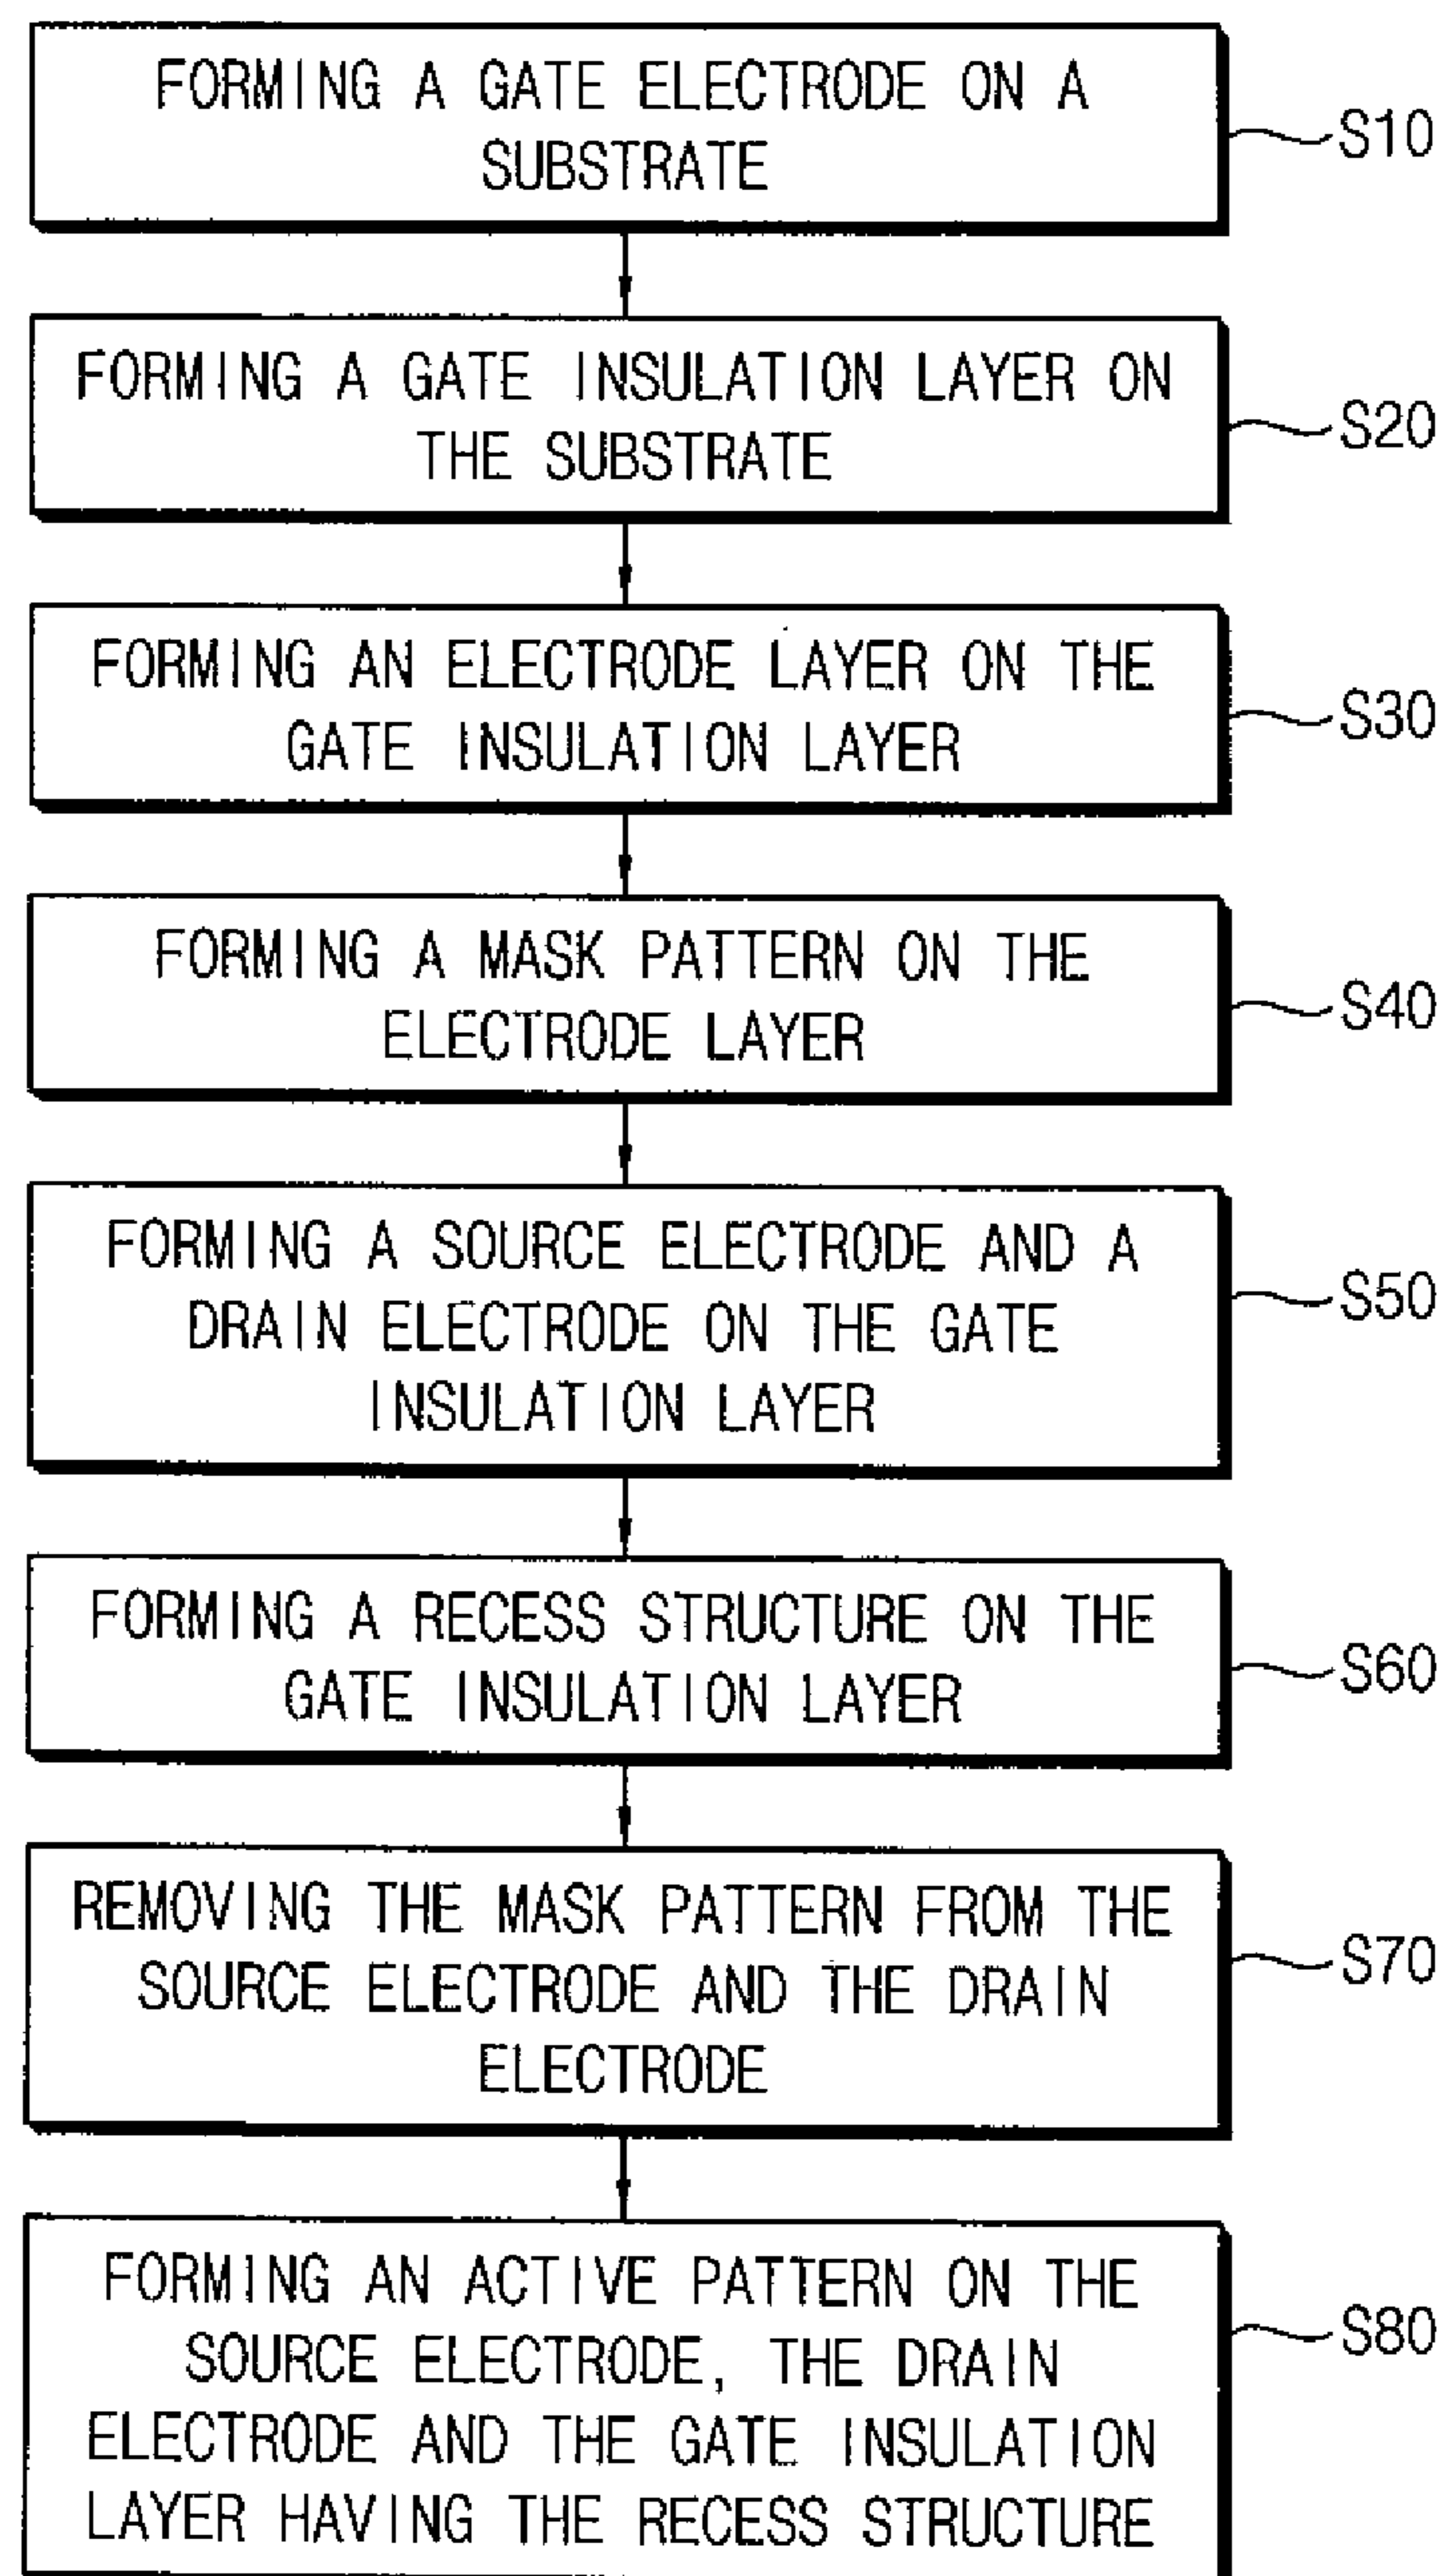 FORMING A GATE ELECTRODE ON A
SUBSTRATE
S10
FORMING A GATE INSULATION LAYER ON
THE SUBSTRATE
S20
FORMING AN ELECTRODE LAYER ON THE
GATE INSULATION LAYER
S30
FORMING A MASK PATTERN ON THE
ELECTRODE LAYER
S40
FORMING A SOURCE ELECTRODE AND A
DRAIN ELECTRODE ON THE GATE
INSULATION LAYER
S50
FORMING A RECESS STRUCTURE ON THE
GATE INSULATION LAYER
S60
REMOVING THE MASK PATTERN FROM THE
SOURCE ELECTRODE AND THE DRAIN
ELECTRODE
S70
FORMING AN ACTIVE PATTERN ON THE
SOURCE ELECTRODE, THE DRAIN
ELECTRODE AND THE GATE INSULATION
LAYER HAVING THE RECESS STRUCTURE
S80